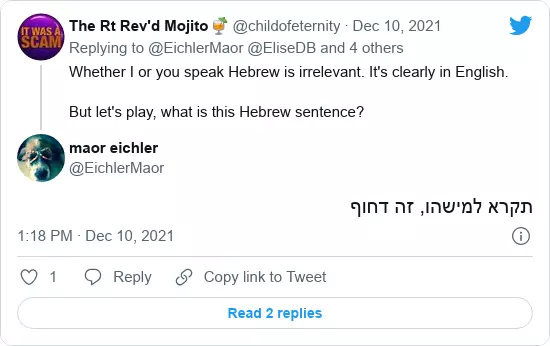 IT WAS A
SCAM
The Rt Rev'd Mojito🍹 @childofeternity · Dec 10, 2021
Replying to @EichlerMaor @EliseDB and 4 others
Whether I or you speak Hebrew is irrelevant. It's clearly in English.
But let's play, what is this Hebrew sentence?
maor eichler
@EichlerMaor
תקרא למישהו, זה דחוף
1:18 PM · Dec 10, 2021
1 Reply Copy link to Tweet
Read 2 replies